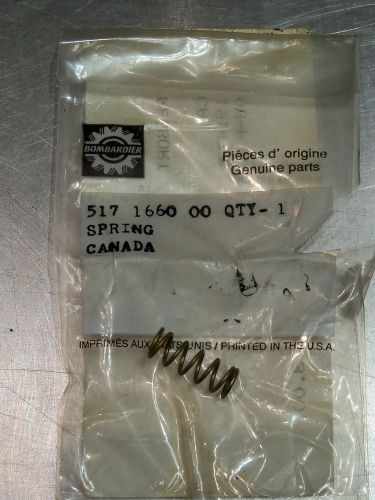 BOMBARDIER
Pièces d' origine
Genuine parts
517 1660 00 QTY- 1
SPRING
CANADA
IMPRIMÉS AUX ÉTATS UNIS / PRINTED IN THE U.S.A.